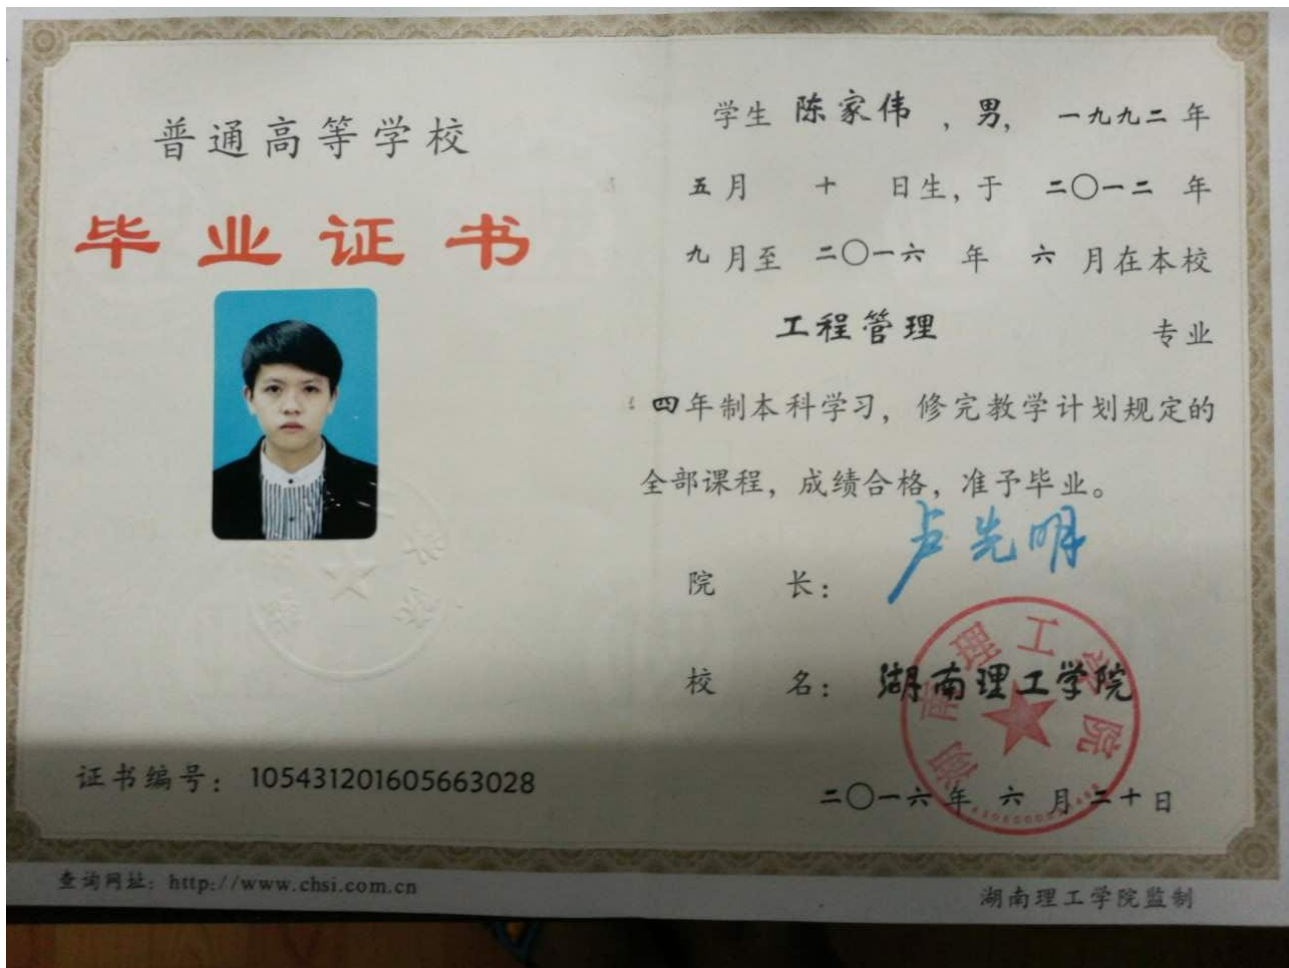 普通高等学校
毕业证书
证书编号：105431201605663028
查询网址：http://www.chsi.com.cn
学生 陈家伟 ，男， 一九九二 年
五月 十 日生，于 二〇一二 年
九月至 二〇一六 年 六 月在本校
工程管理 专业
四年制本科学习，修完教学计划规定的
全部课程，成绩合格，准予毕业。
卢先明
院 长：
校 名：湖南理工学院
湖南理工学院
二〇一六年 六 月二十日
湖南理工学院监制